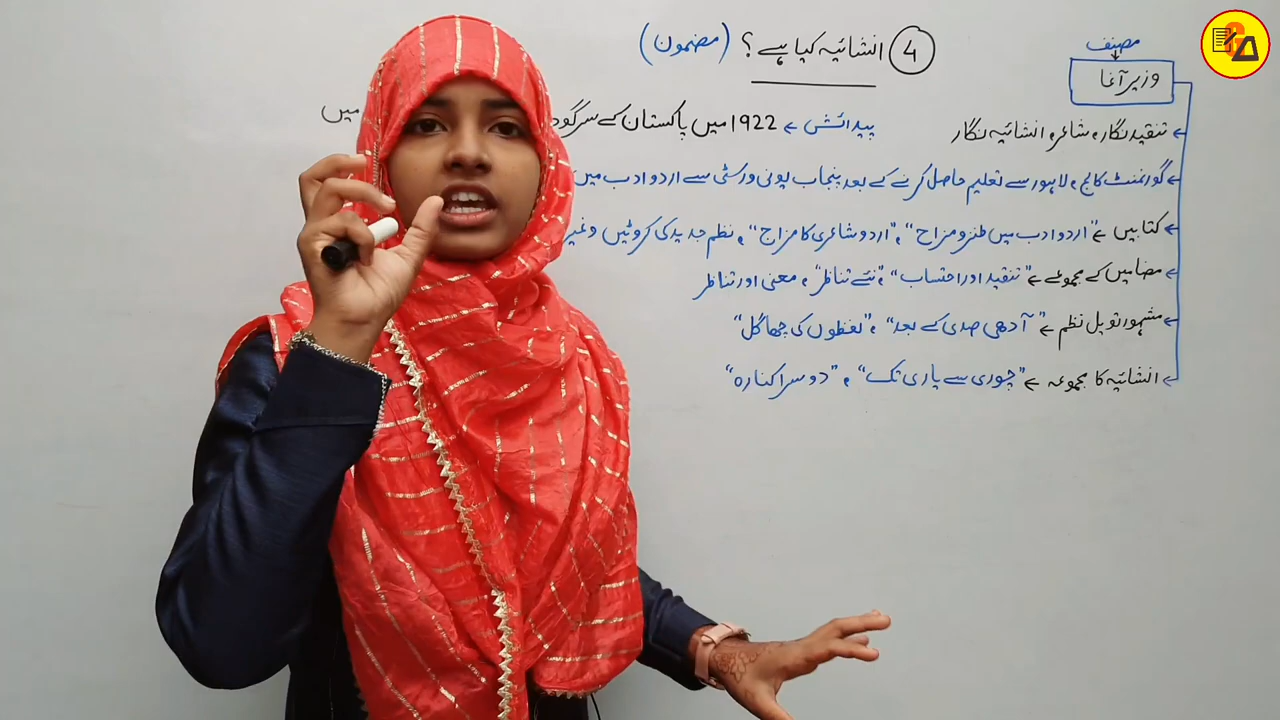 ④ انشائیہ کیا ہے؟ (مضمون)
مصنف
وزیر آغا
تنقید نگار، شاعر، انشائیہ نگار
پیدائش ← 1922 میں پاکستان کے سرگود میں
گورنمنٹ کالج، لاہور سے تعلیم حاصل کرنے کے بعد پنجاب یونی ورسٹی سے اردو ادب میں
کتابیں ← "اردو ادب میں طنز و مزاح"، "اردو شاعری کا مزاج"، نظم جدید کی کروٹیں وغیر
مضامین کے مجموعے ← "تنقید اور احتساب"، "نئے تناظر"، معنی اور تناظر
مشہور طویل نظم ← "آدھی صدی کے بعد"، "لفظوں کی چھاگل"
انشائیہ کا مجموعہ ← "چوری سے یاری تک"، "دوسرا کنارہ"